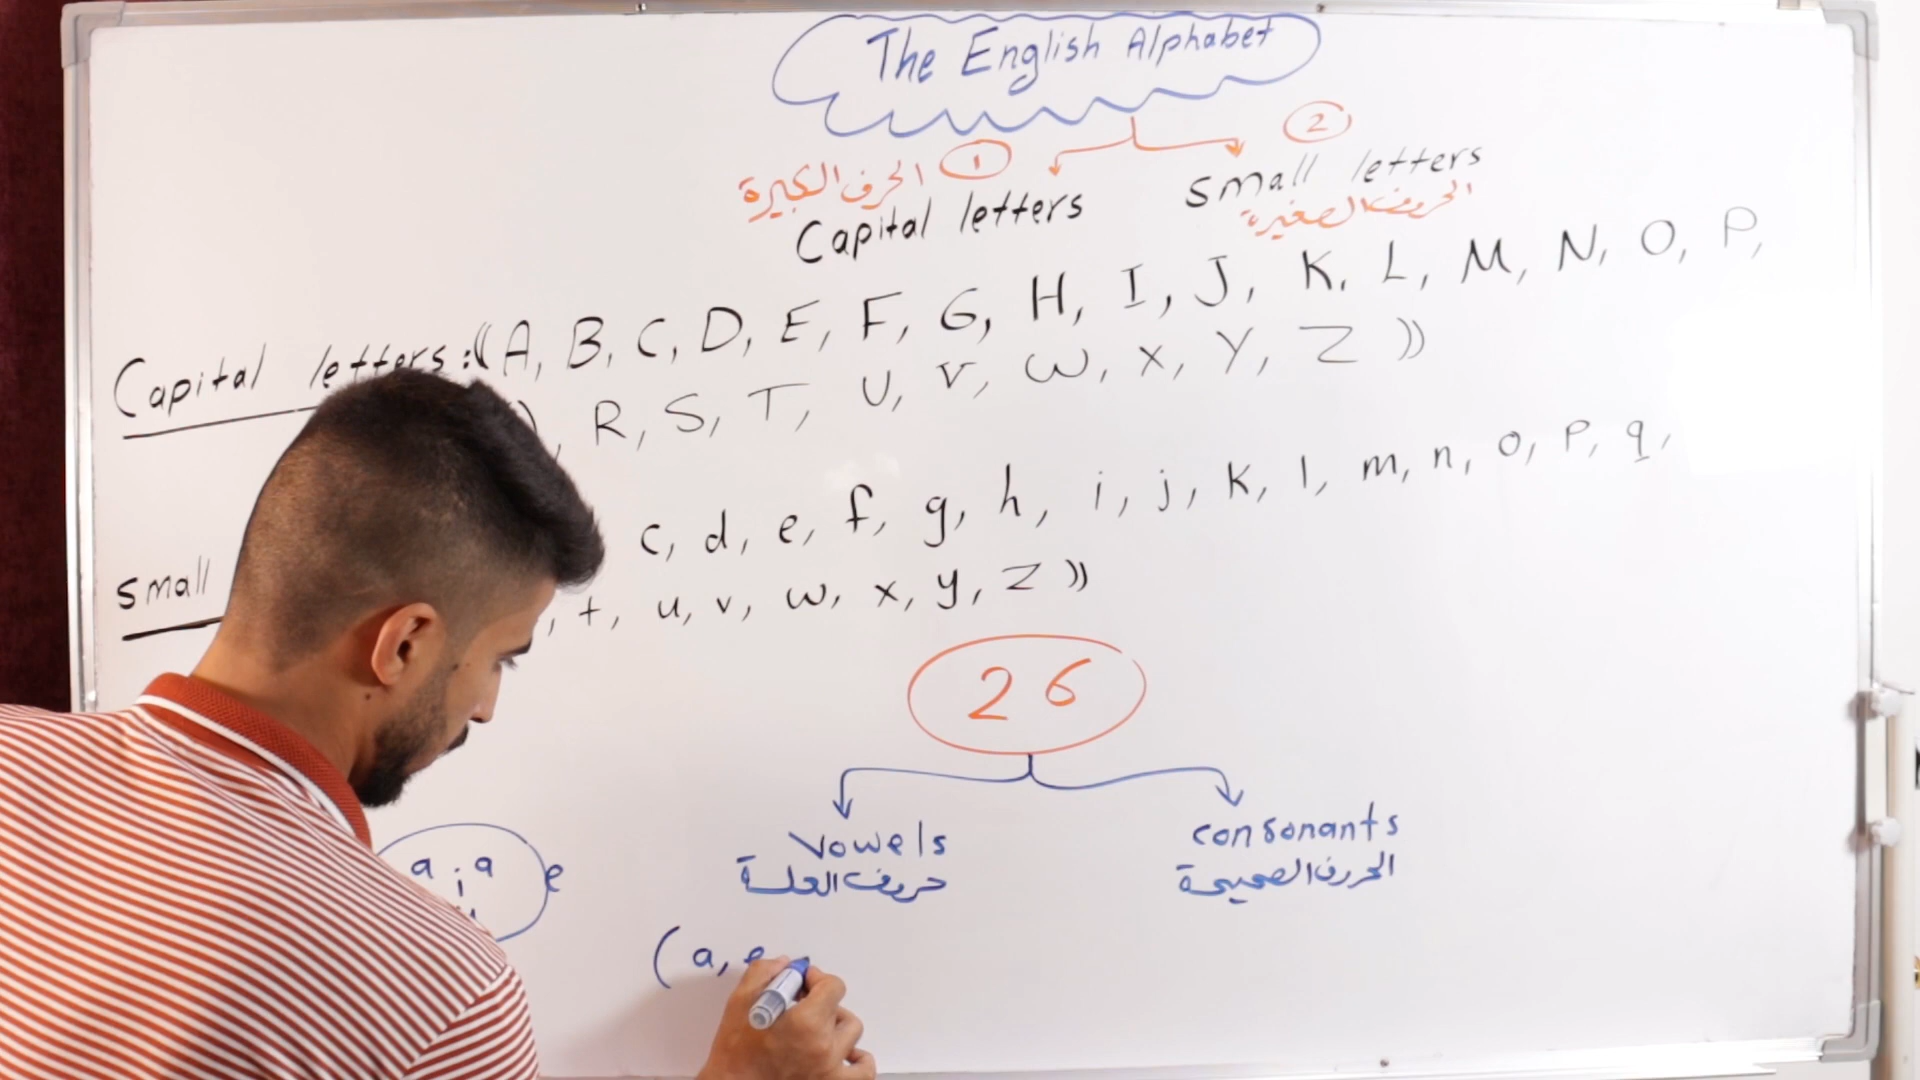 The English Alphabet
2
1
الحرف الكبيرة
Capital letters
small letters
الحروف الصغيرة
Capital letters:((A, B, C, D, E, F, G, H, I, J, K, L, M, N, O, P,
, R, S, T, U, V, W, X, Y, Z ))
small c, d, e, f, g, h, i, j, k, l, m, n, o, p, q,
, t, u, v, w, x, y, z ))
26
vowels
حروف العلة
consonants
الحروف الصحيحة
a i a e
(a, e